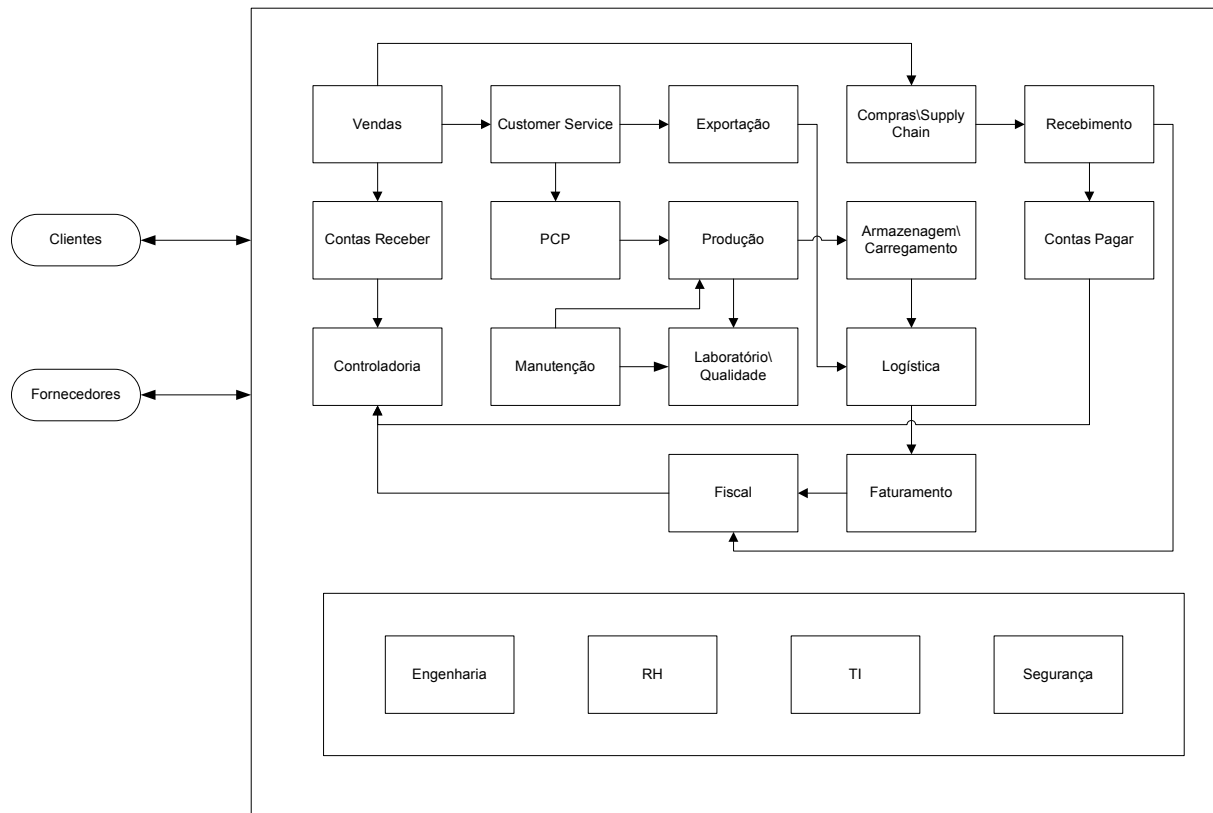 Vendas
Customer Service
Exportação
Compras\Supply
Chain
Recebimento
Clientes
Contas Receber
PCP
Produção
Armazenagem\
Carregamento
Contas Pagar
Fornecedores
Controladoria
Manutenção
Laboratório\
Qualidade
Logística
Fiscal
Faturamento
Engenharia
RH
TI
Segurança